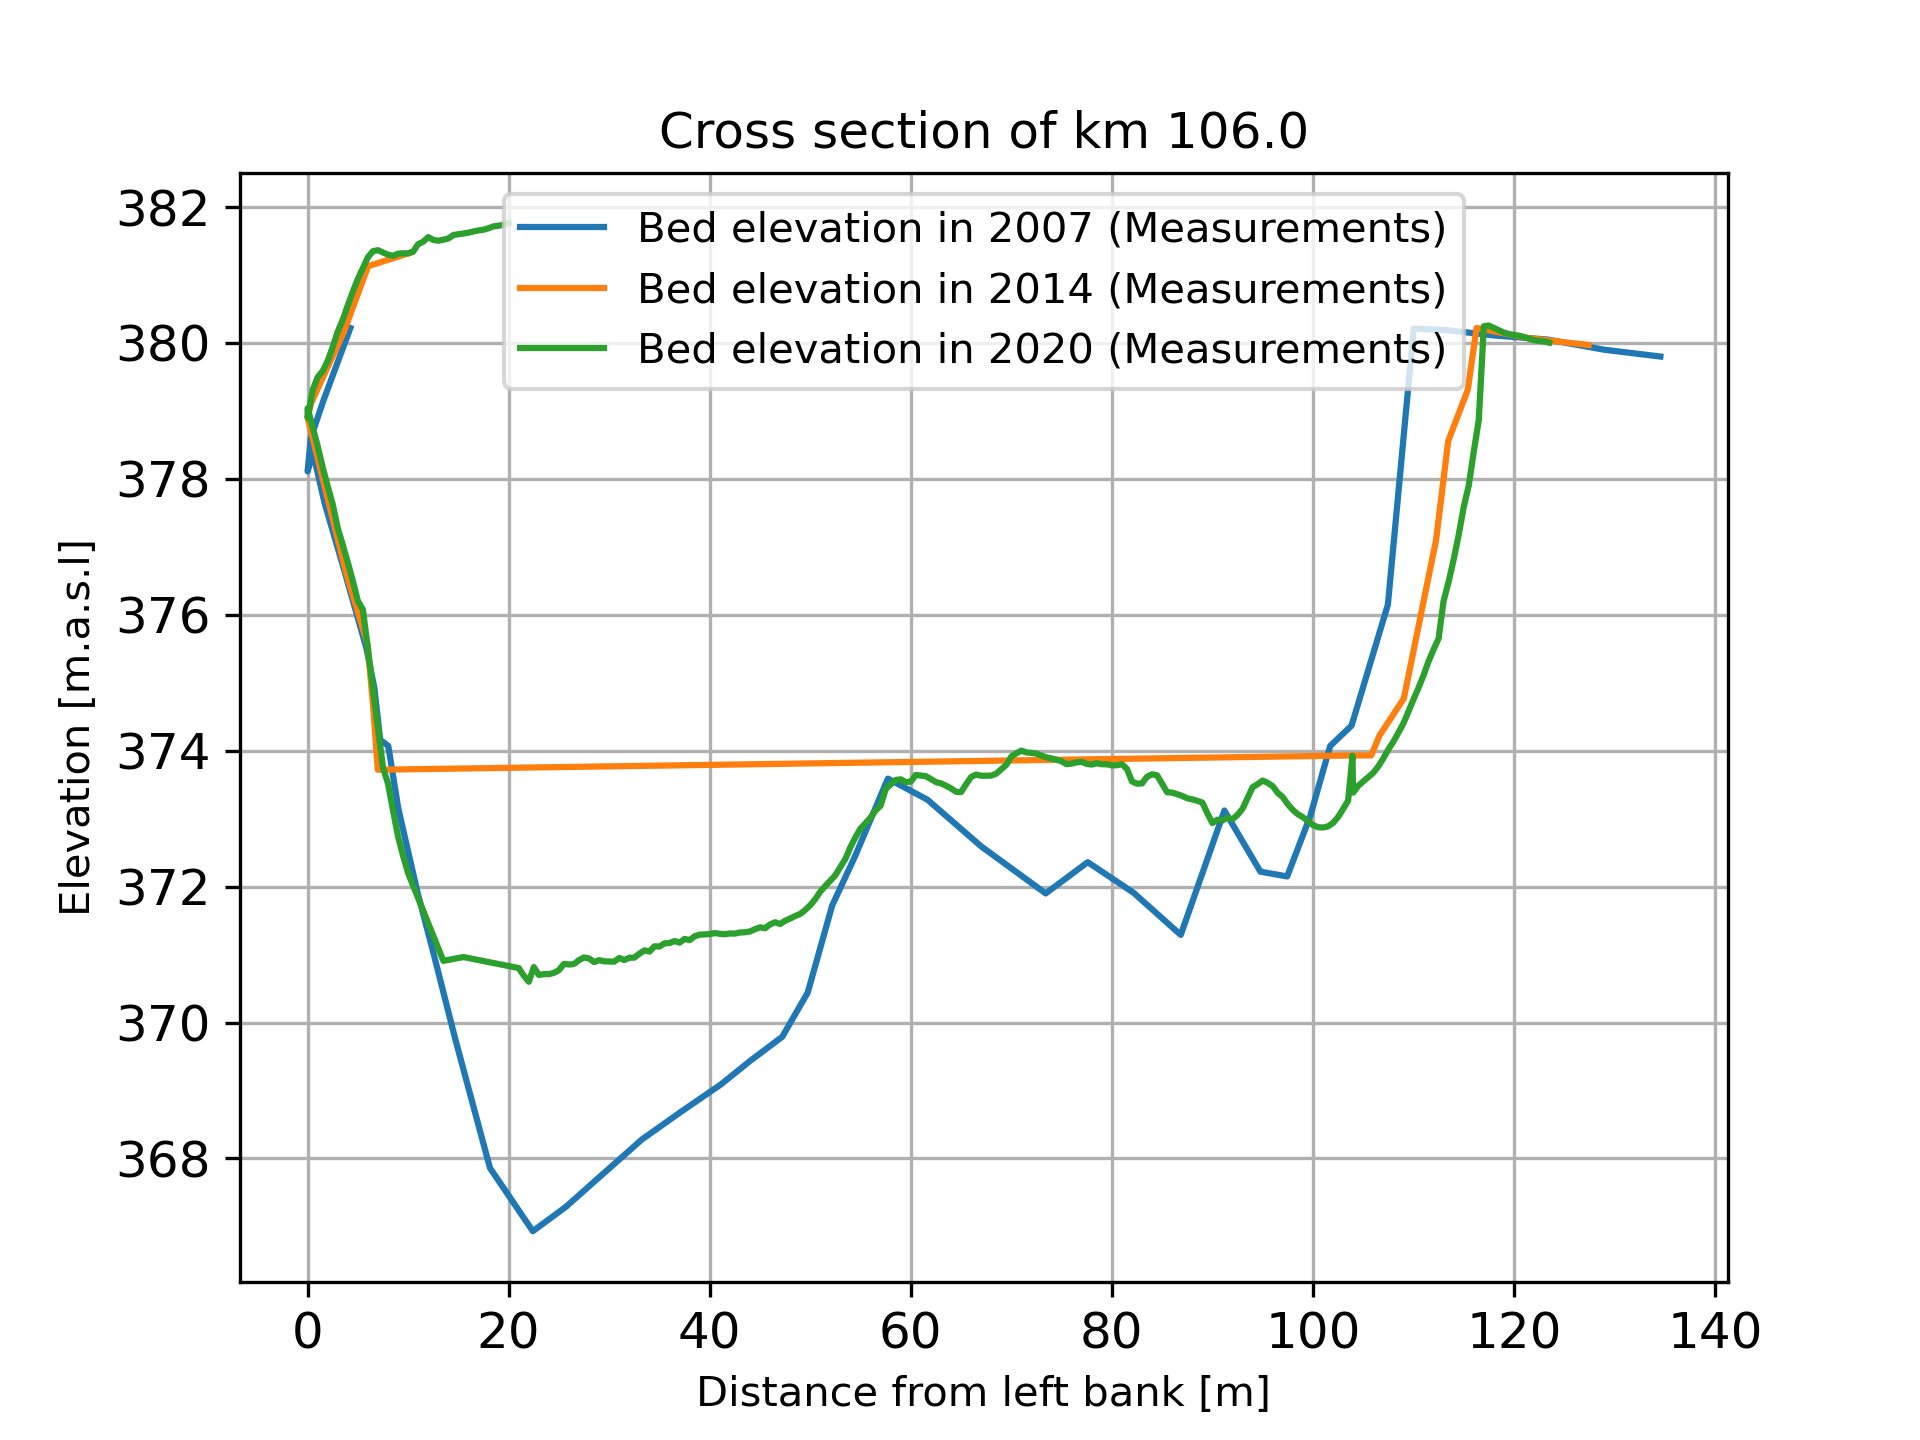 Cross section of km 106.0
Bed elevation in 2007 (Measurements)
Bed elevation in 2014 (Measurements)
Bed elevation in 2020 (Measurements)
Elevation [m.a.s.l]
382
380
378
376
374
372
370
368
0 20 40 60 80 100 120 140
Distance from left bank [m]